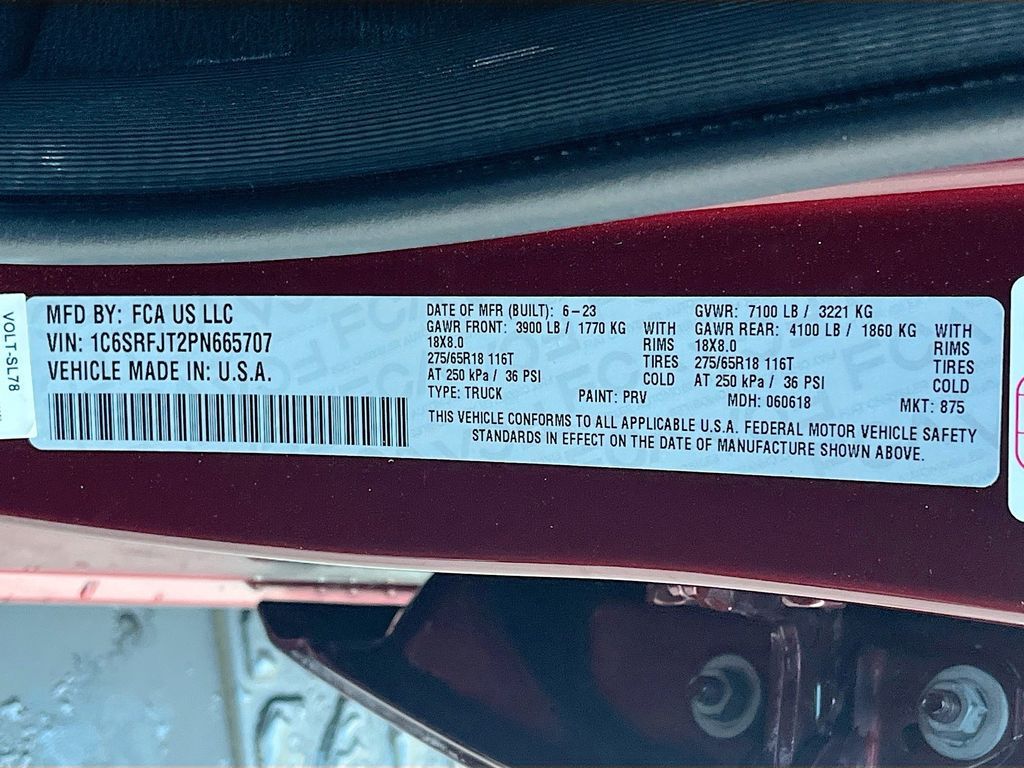 VOLT-SL78
MFD BY: FCA US LLC
VIN: 1C6SRFJT2PN665707
VEHICLE MADE IN: U.S.A.
DATE OF MFR (BUILT): 6-23
GAWR FRONT: 3900 LB / 1770 KG WITH
18X8.0 RIMS
275/65R18 116T TIRES
AT 250 kPa / 36 PSI COLD
GVWR: 7100 LB / 3221 KG
GAWR REAR: 4100 LB / 1860 KG WITH
18X8.0 RIMS
275/65R18 116T TIRES
AT 250 kPa / 36 PSI COLD
TYPE: TRUCK PAINT: PRV MDH: 060618 MKT: 875
THIS VEHICLE CONFORMS TO ALL APPLICABLE U.S.A. FEDERAL MOTOR VEHICLE SAFETY
STANDARDS IN EFFECT ON THE DATE OF MANUFACTURE SHOWN ABOVE.